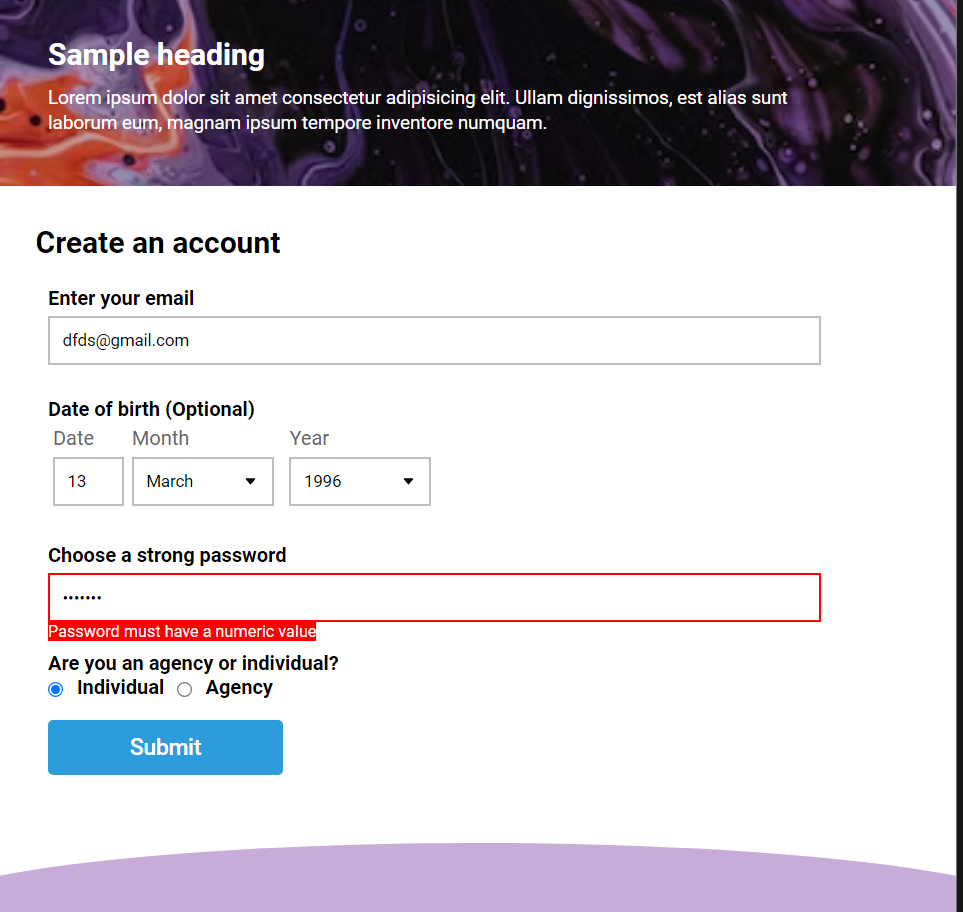 Sample heading
Lorem ipsum dolor sit amet consectetur adipisicing elit. Ullam dignissimos, est alias sunt
laborum eum, magnam ipsum tempore inventore numquam.
Create an account
Enter your email
dfds@gmail.com
Date of birth (Optional)
Date Month Year
13 March 1996
Choose a strong password
•••••••
Password must have a numeric value
Are you an agency or individual?
Individual Agency
Submit